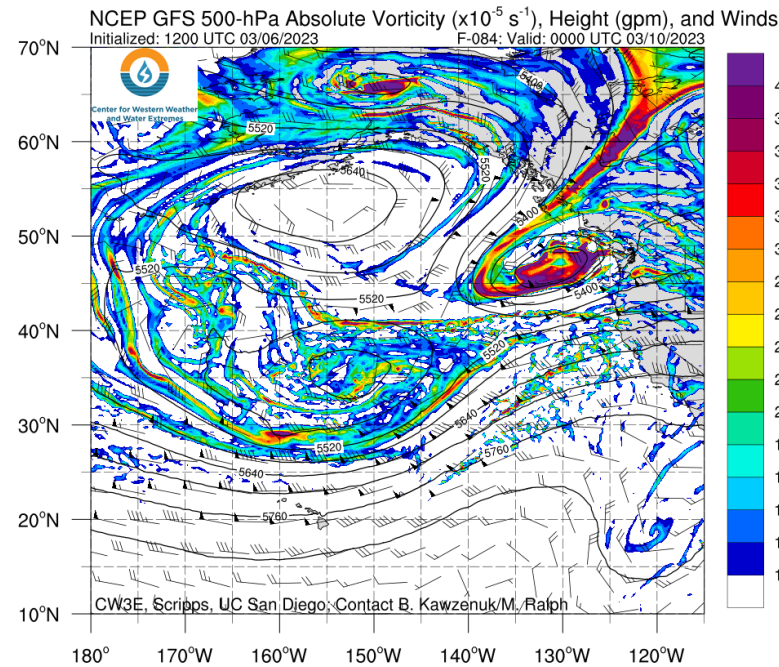 NCEP GFS 500-hPa Absolute Vorticity (x10⁻⁵ s⁻¹), Height (gpm), and Winds
Initialized: 1200 UTC 03/06/2023 F-084: Valid: 0000 UTC 03/10/2023
Center for Western Weather
and Water Extremes
70°N
60°N
50°N
40°N
30°N
20°N
10°N
5400
5520
5640
5520
5400
5520
5520
5400
5520
5640
5520
5760
5640
5760
CW3E, Scripps, UC San Diego; Contact B. Kawzenuk/M. Ralph
180°
170°W
160°W
150°W
140°W
130°W
120°W